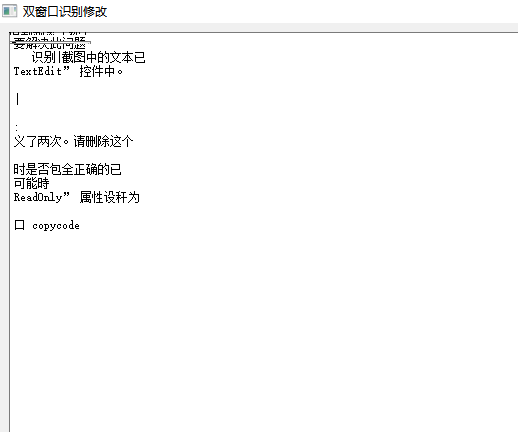 双窗口识别修改
要解决此问题
识别|截图中的文本已
TextEdit” 控件中。
|
:
义了两次。请删除这个
时是否包全正确的已
可能時
ReadOnly” 属性设秆为
口 copycode